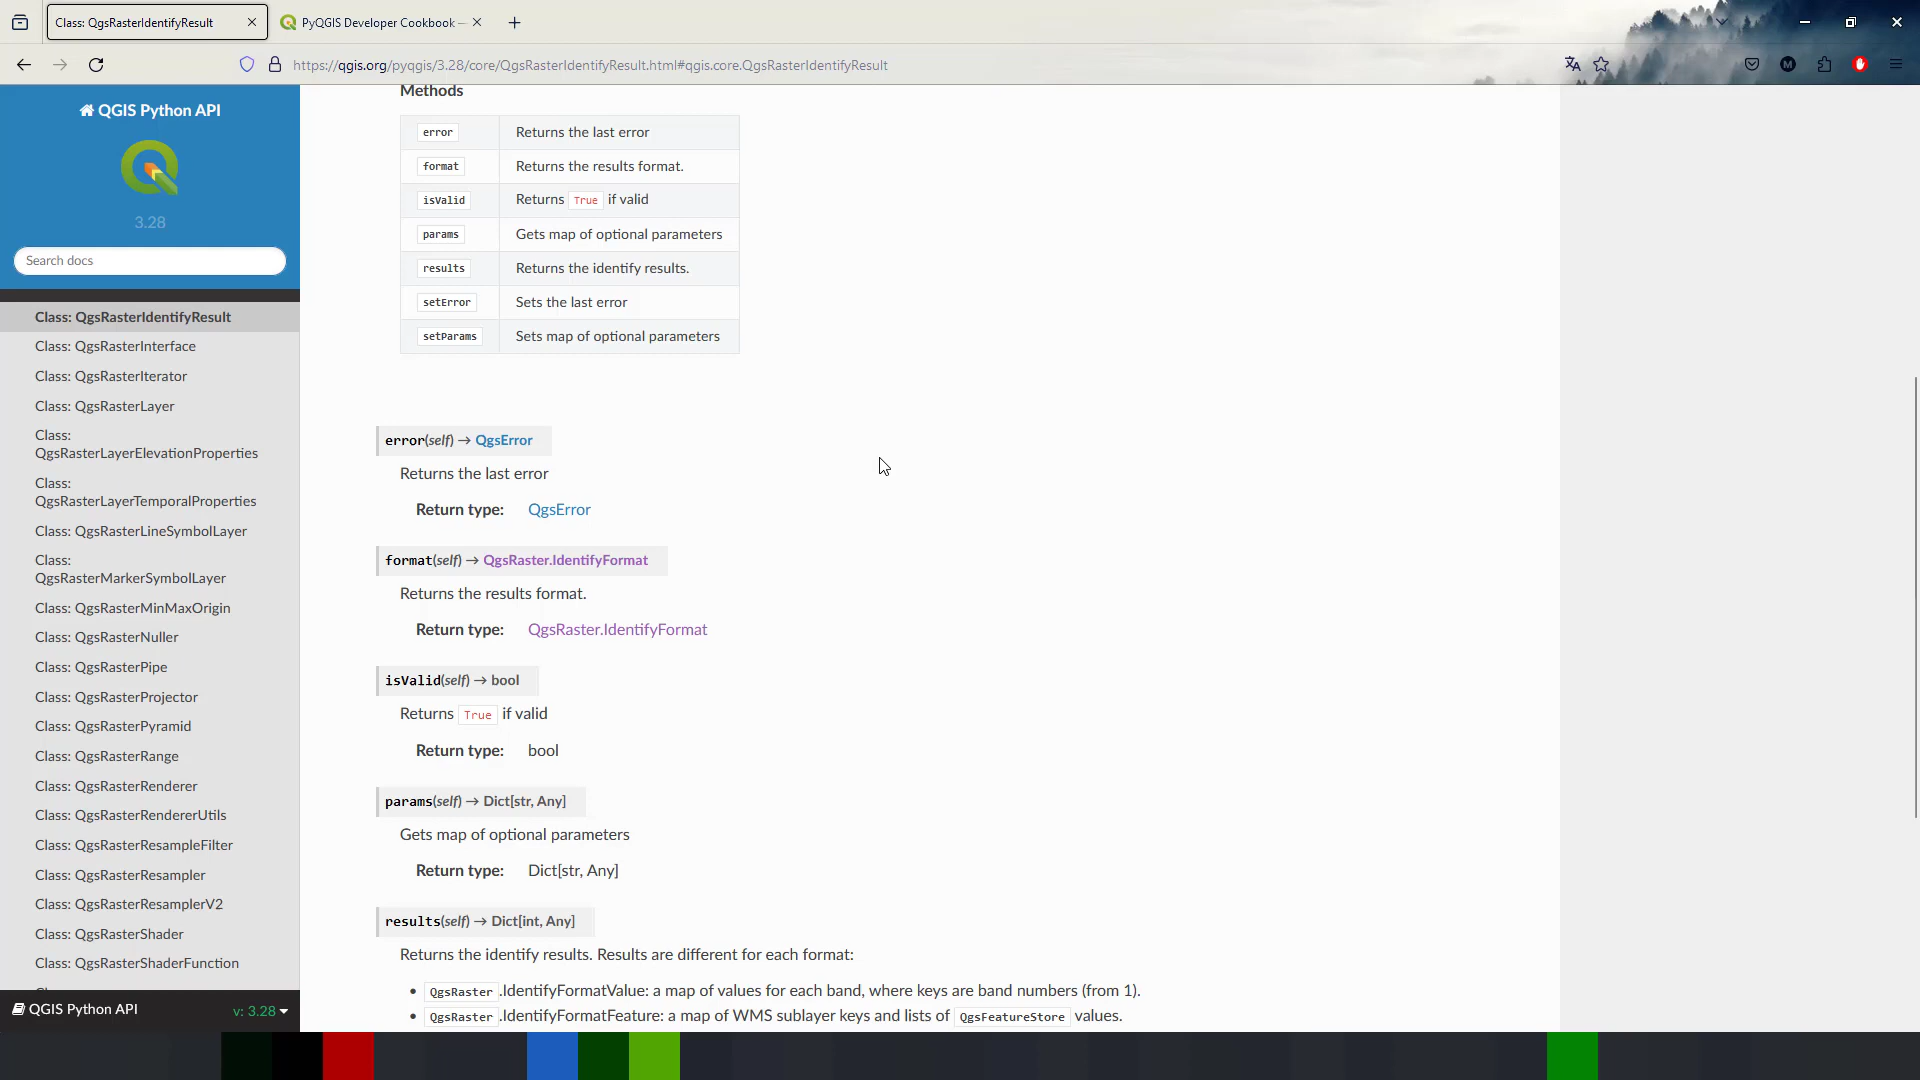 Class: QgsRasterIdentifyResult
PyQGIS Developer Cookbook —
https://qgis.org/pyqgis/3.28/core/QgsRasterIdentifyResult.html#qgis.core.QgsRasterIdentifyResult
QGIS Python API
3.28
Search docs
Class: QgsRasterIdentifyResult
Class: QgsRasterInterface
Class: QgsRasterIterator
Class: QgsRasterLayer
Class:
QgsRasterLayerElevationProperties
Class:
QgsRasterLayerTemporalProperties
Class: QgsRasterLineSymbolLayer
Class:
QgsRasterMarkerSymbolLayer
Class: QgsRasterMinMaxOrigin
Class: QgsRasterNuller
Class: QgsRasterPipe
Class: QgsRasterProjector
Class: QgsRasterPyramid
Class: QgsRasterRange
Class: QgsRasterRenderer
Class: QgsRasterRendererUtils
Class: QgsRasterResampleFilter
Class: QgsRasterResampler
Class: QgsRasterResamplerV2
Class: QgsRasterShader
Class: QgsRasterShaderFunction
QGIS Python API v: 3.28
Methods
error Returns the last error
format Returns the results format.
isValid Returns True if valid
params Gets map of optional parameters
results Returns the identify results.
setError Sets the last error
setParams Sets map of optional parameters
error(self) → QgsError
Returns the last error
Return type: QgsError
format(self) → QgsRaster.IdentifyFormat
Returns the results format.
Return type: QgsRaster.IdentifyFormat
isValid(self) → bool
Returns True if valid
Return type: bool
params(self) → Dict[str, Any]
Gets map of optional parameters
Return type: Dict[str, Any]
results(self) → Dict[int, Any]
Returns the identify results. Results are different for each format:
• QgsRaster .IdentifyFormatValue: a map of values for each band, where keys are band numbers (from 1).
• QgsRaster .IdentifyFormatFeature: a map of WMS sublayer keys and lists of QgsFeatureStore values.